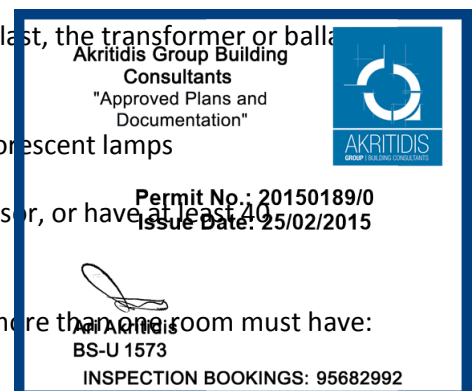 last, the transformer or balla
Akritidis Group Building
Consultants
"Approved Plans and
Documentation"
AKRITIDIS
GROUP | BUILDING CONSULTANTS
orescent lamps
Permit No.: 20150189/0
sor, or have at least 40
Issue Date: 25/02/2015
more than one room must have:
Ari Akritidis
BS-U 1573
INSPECTION BOOKINGS: 95682992